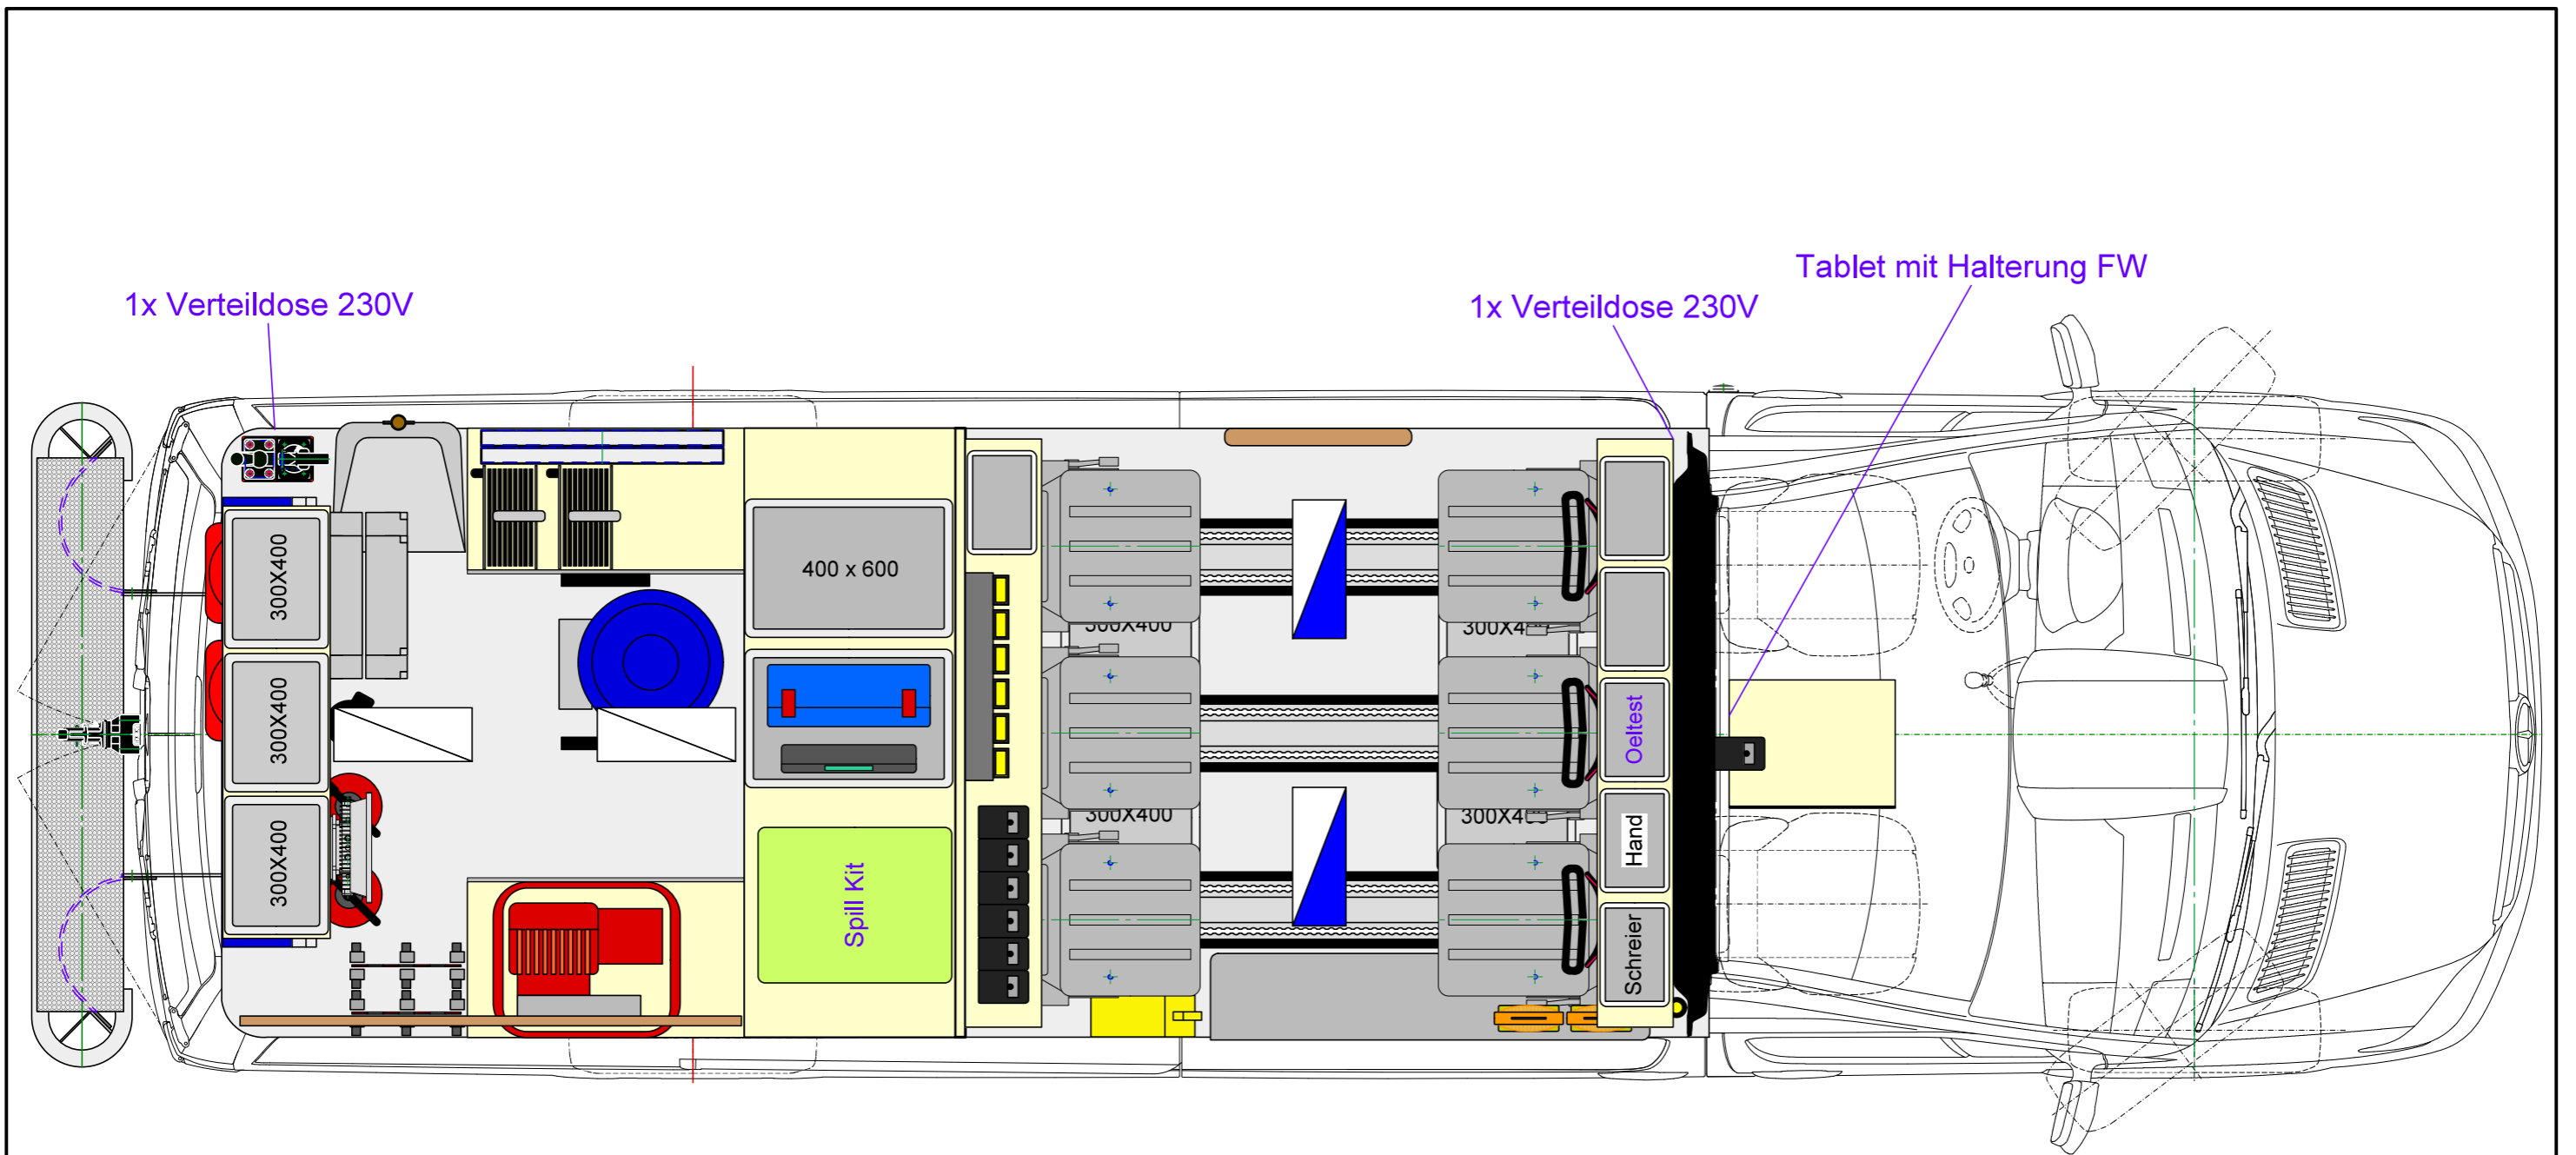 Tablet mit Halterung FW
1x Verteildose 230V
1x Verteildose 230V
300X400
300X400
300X400
400 x 600
Spill Kit
300X400
300X400
Oeltest
Hand
Schreier